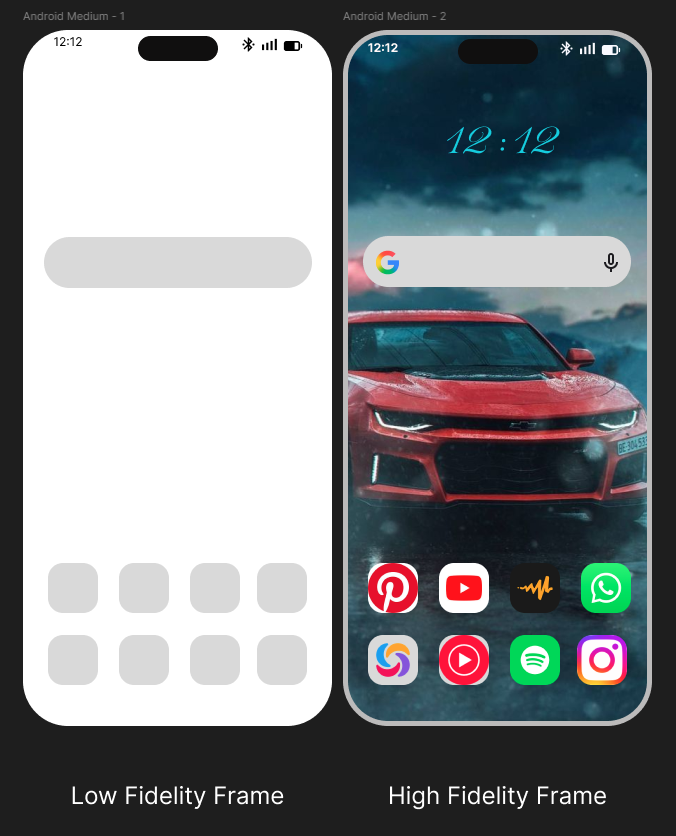 Android Medium - 1
Android Medium - 2
12:12
12:12
12 : 12
G
Low Fidelity Frame
High Fidelity Frame